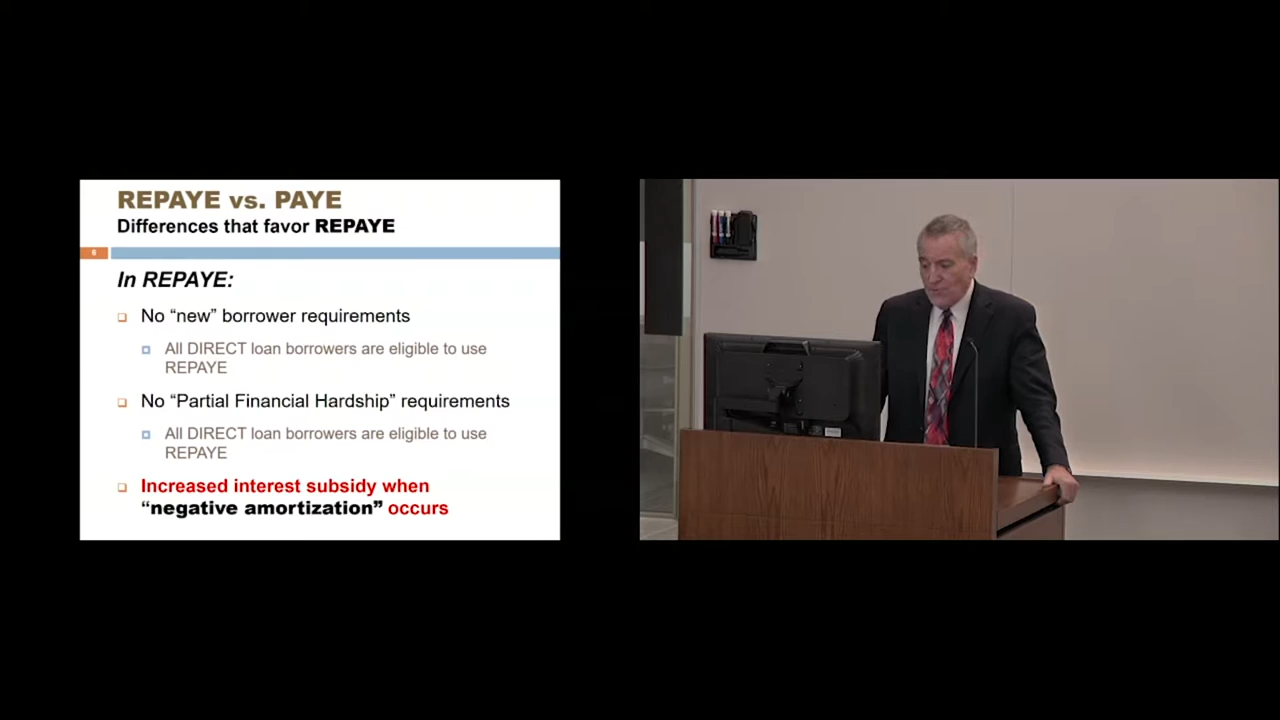 REPAYE vs. PAYE
Differences that favor REPAYE
6
In REPAYE:
No “new” borrower requirements
All DIRECT loan borrowers are eligible to use
REPAYE
No “Partial Financial Hardship” requirements
All DIRECT loan borrowers are eligible to use
REPAYE
Increased interest subsidy when
“negative amortization” occurs